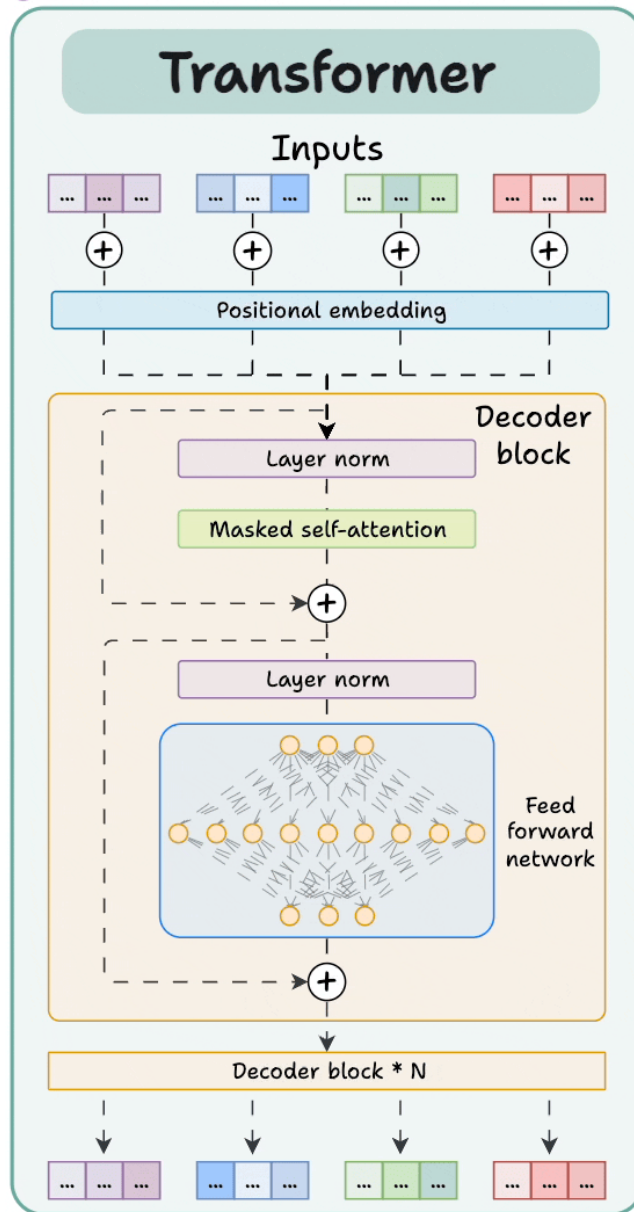 Transformer
Inputs
... ... ... ... ... ... ... ... ... ... ... ...
+ + + +
Positional embedding
Decoder
block
Layer norm
Masked self-attention
+
Layer norm
Feed
forward
network
+
Decoder block * N
... ... ... ... ... ... ... ... ... ... ... ...